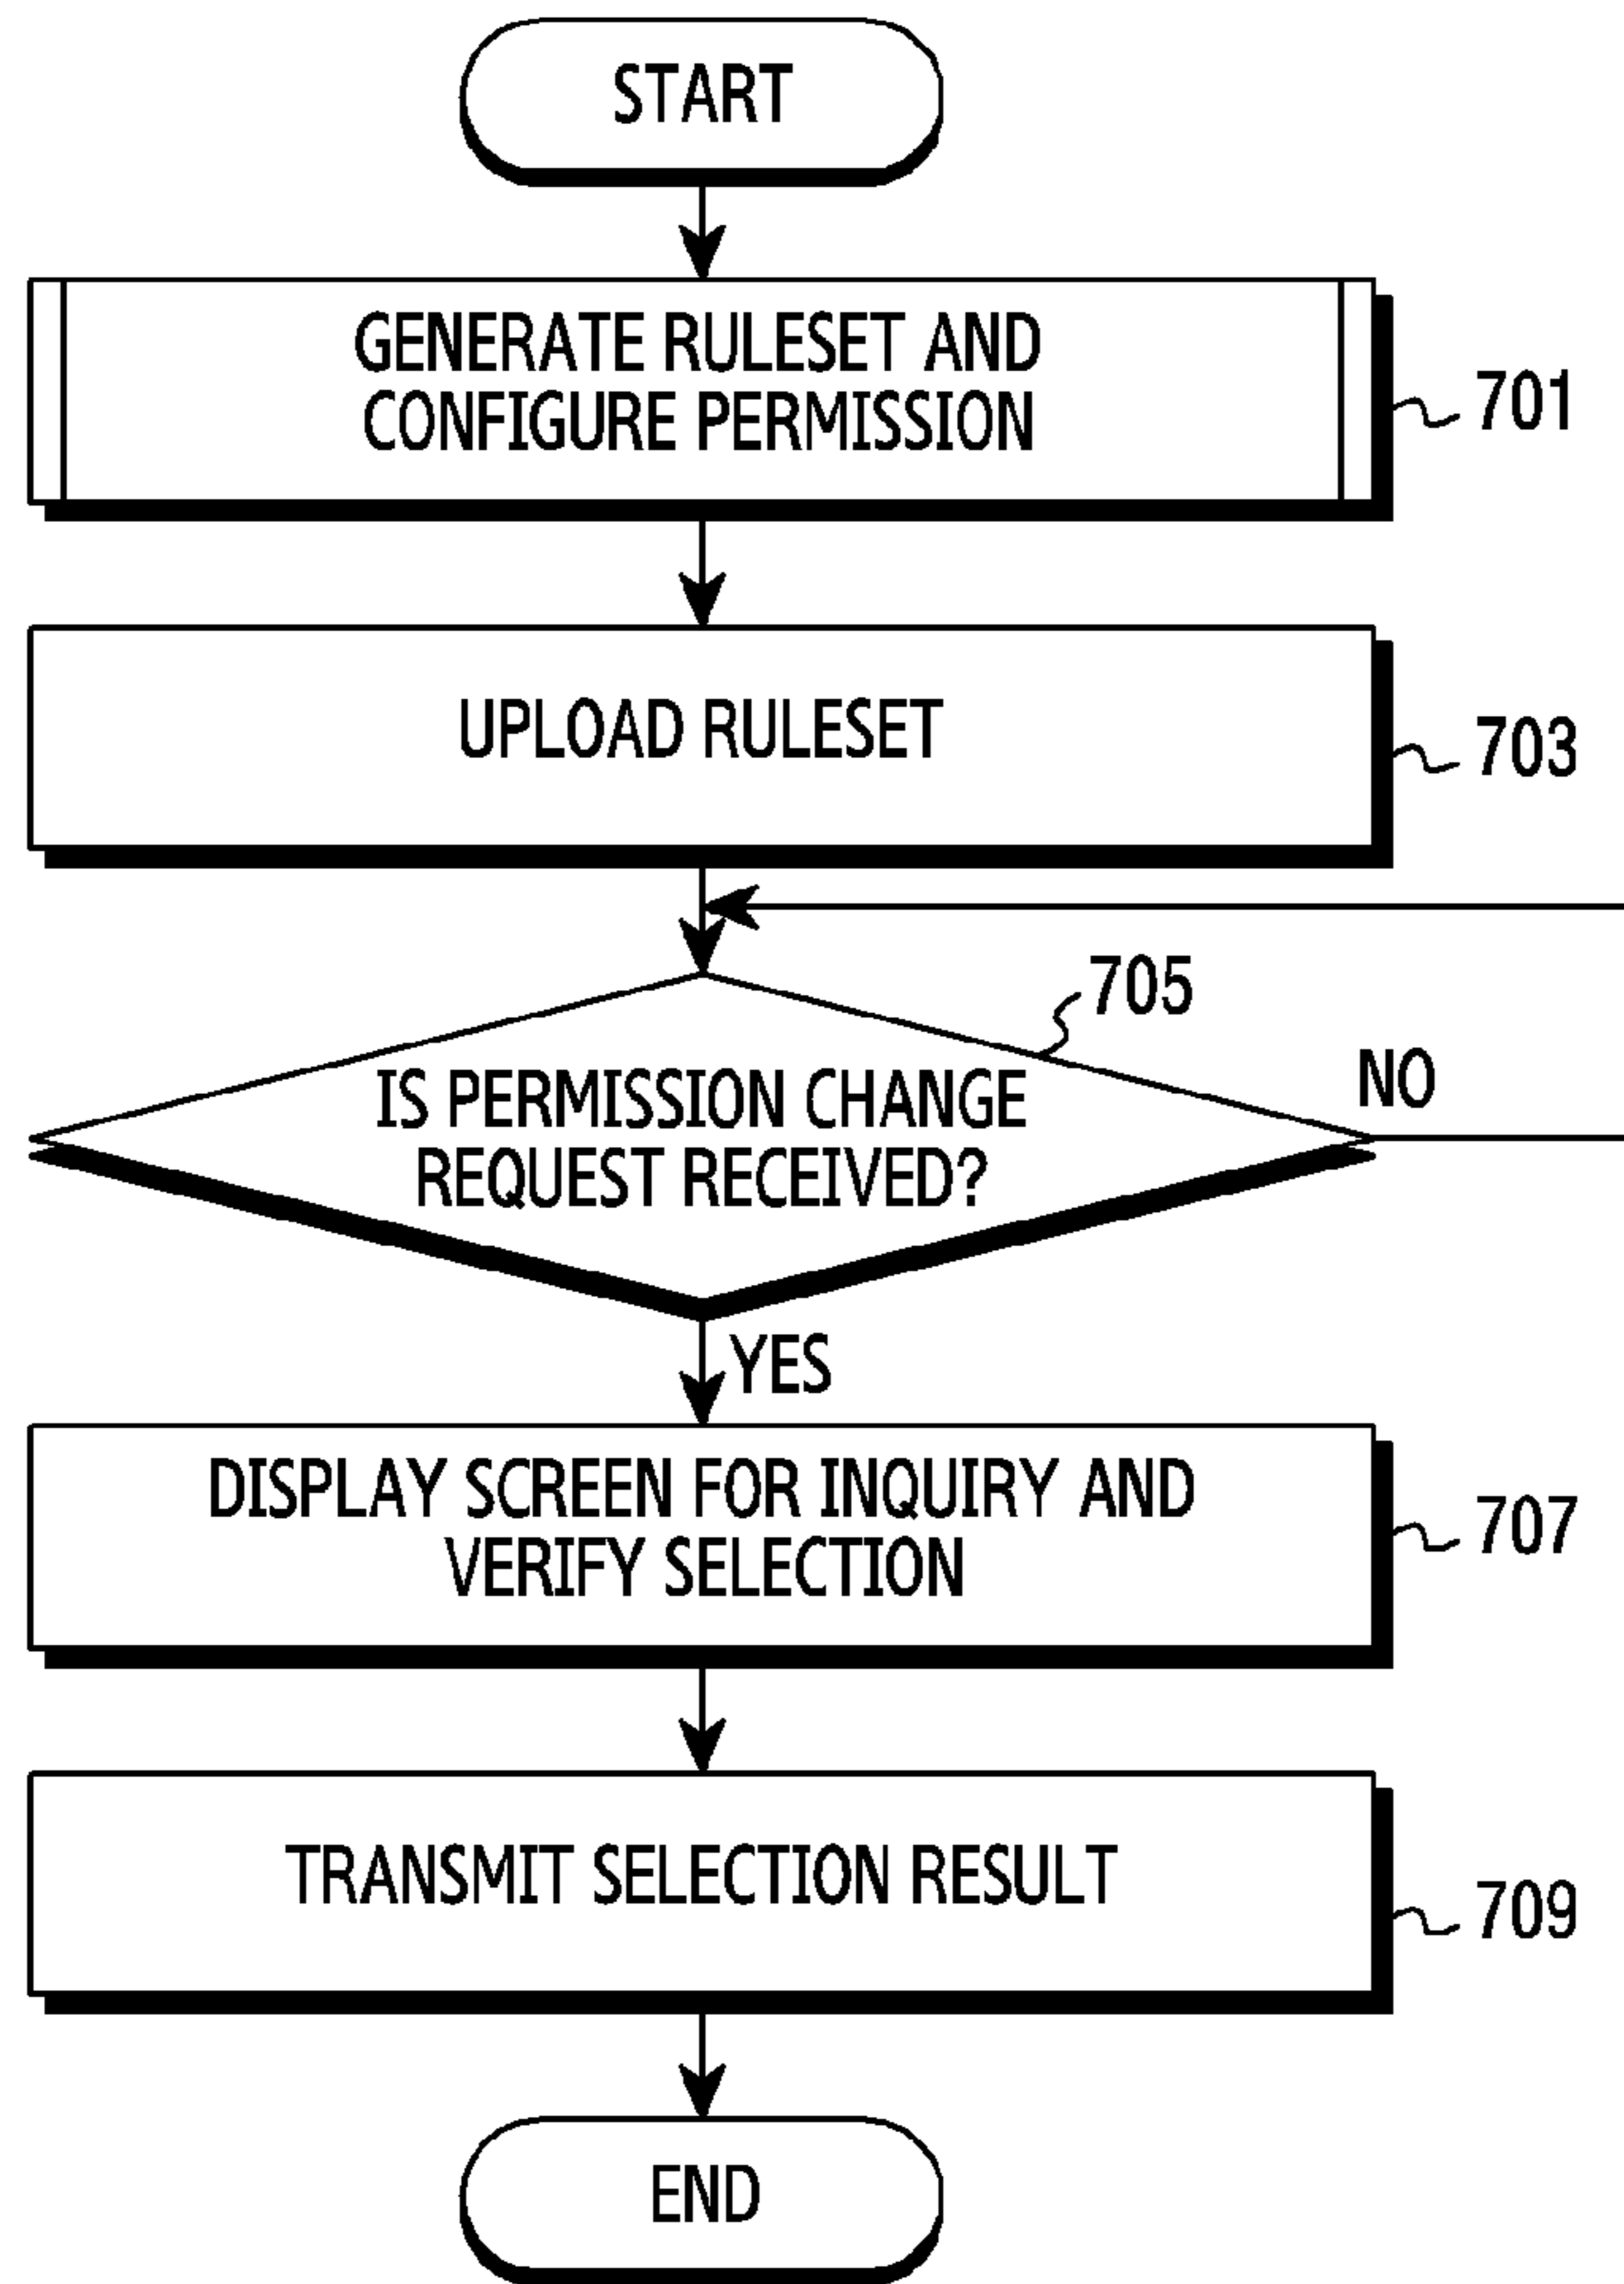 START
GENERATE RULESET AND
CONFIGURE PERMISSION
701
UPLOAD RULESET
703
705
IS PERMISSION CHANGE
REQUEST RECEIVED?
NO
YES
DISPLAY SCREEN FOR INQUIRY AND
VERIFY SELECTION
707
TRANSMIT SELECTION RESULT
709
END